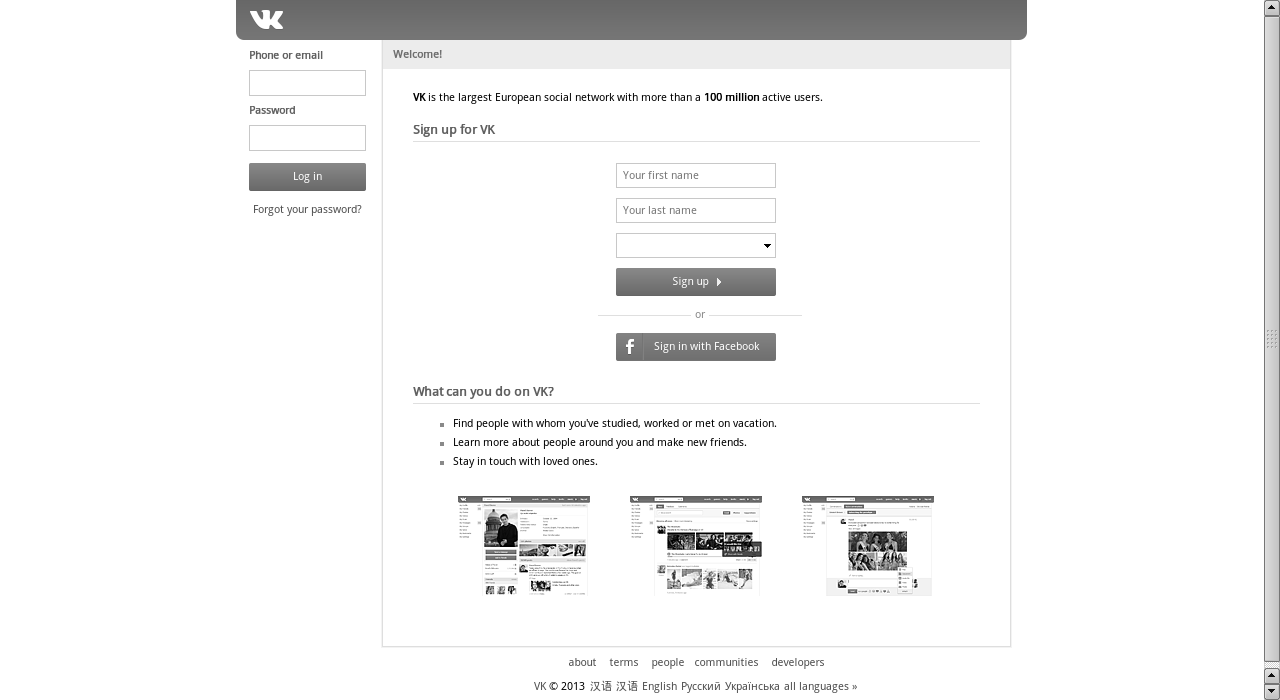 Phone or email
Password
Log in
Forgot your password?
Welcome!
VK is the largest European social network with more than a 100 million active users.
Sign up for VK
Your first name
Your last name
Sign up
or
Sign in with Facebook
What can you do on VK?
Find people with whom you've studied, worked or met on vacation.
Learn more about people around you and make new friends.
Stay in touch with loved ones.
about terms people communities developers
VK © 2013 汉语 汉语 English Русский Українська all languages »